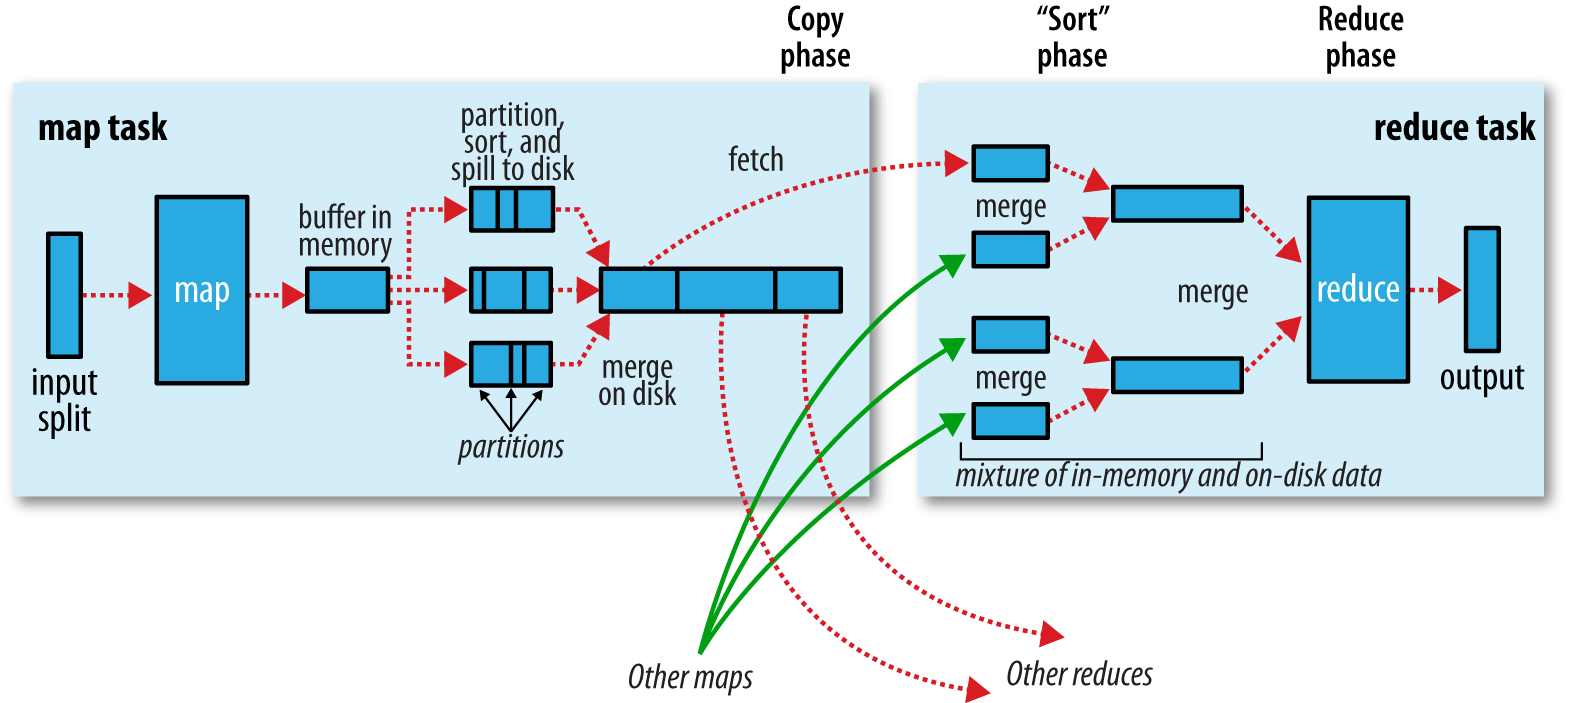 Copy
phase
“Sort”
phase
Reduce
phase
map task
partition,
sort, and
spill to disk
fetch
buffer in
memory
map
input
split
merge
on disk
partitions
reduce task
merge
merge
merge
reduce
output
mixture of in-memory and on-disk data
Other maps
Other reduces